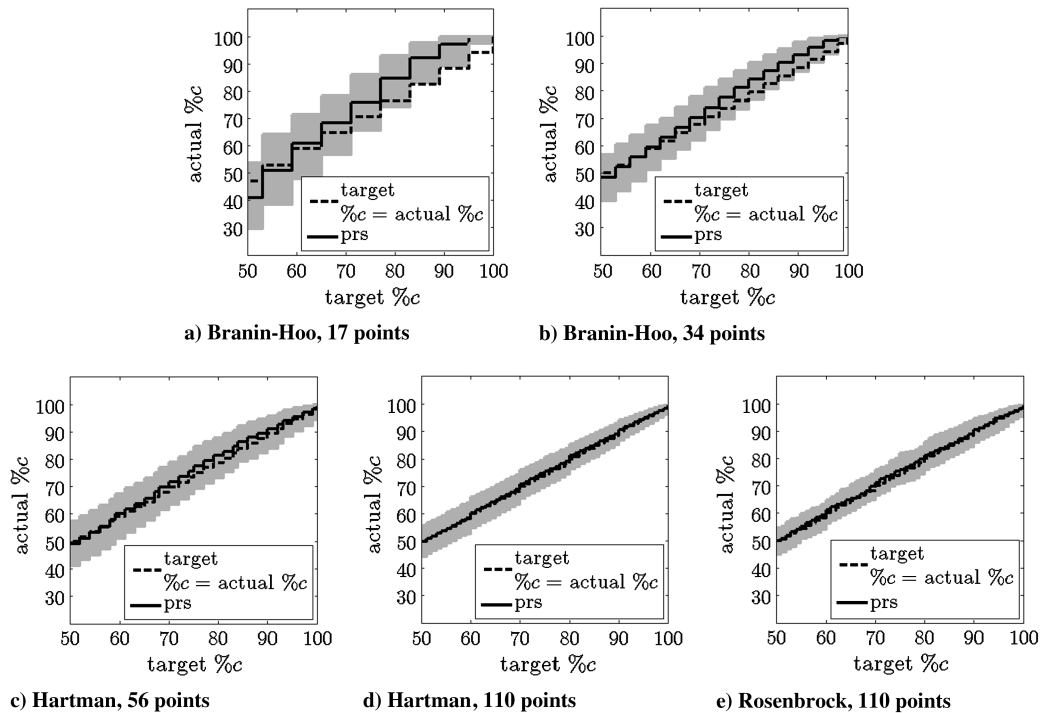 100
90
80
70
60
50
40
30
actual %c
50 60 70 80 90 100
target %c
target
%c = actual %c
prs
a) Branin-Hoo, 17 points
100
90
80
70
60
50
40
30
actual %c
50 60 70 80 90 100
target %c
target
%c = actual %c
prs
b) Branin-Hoo, 34 points
100
90
80
70
60
50
40
30
actual %c
50 60 70 80 90 100
target %c
target
%c = actual %c
prs
c) Hartman, 56 points
100
90
80
70
60
50
40
30
actual %c
50 60 70 80 90 100
target %c
target
%c = actual %c
prs
d) Hartman, 110 points
100
90
80
70
60
50
40
30
actual %c
50 60 70 80 90 100
target %c
target
%c = actual %c
prs
e) Rosenbrock, 110 points